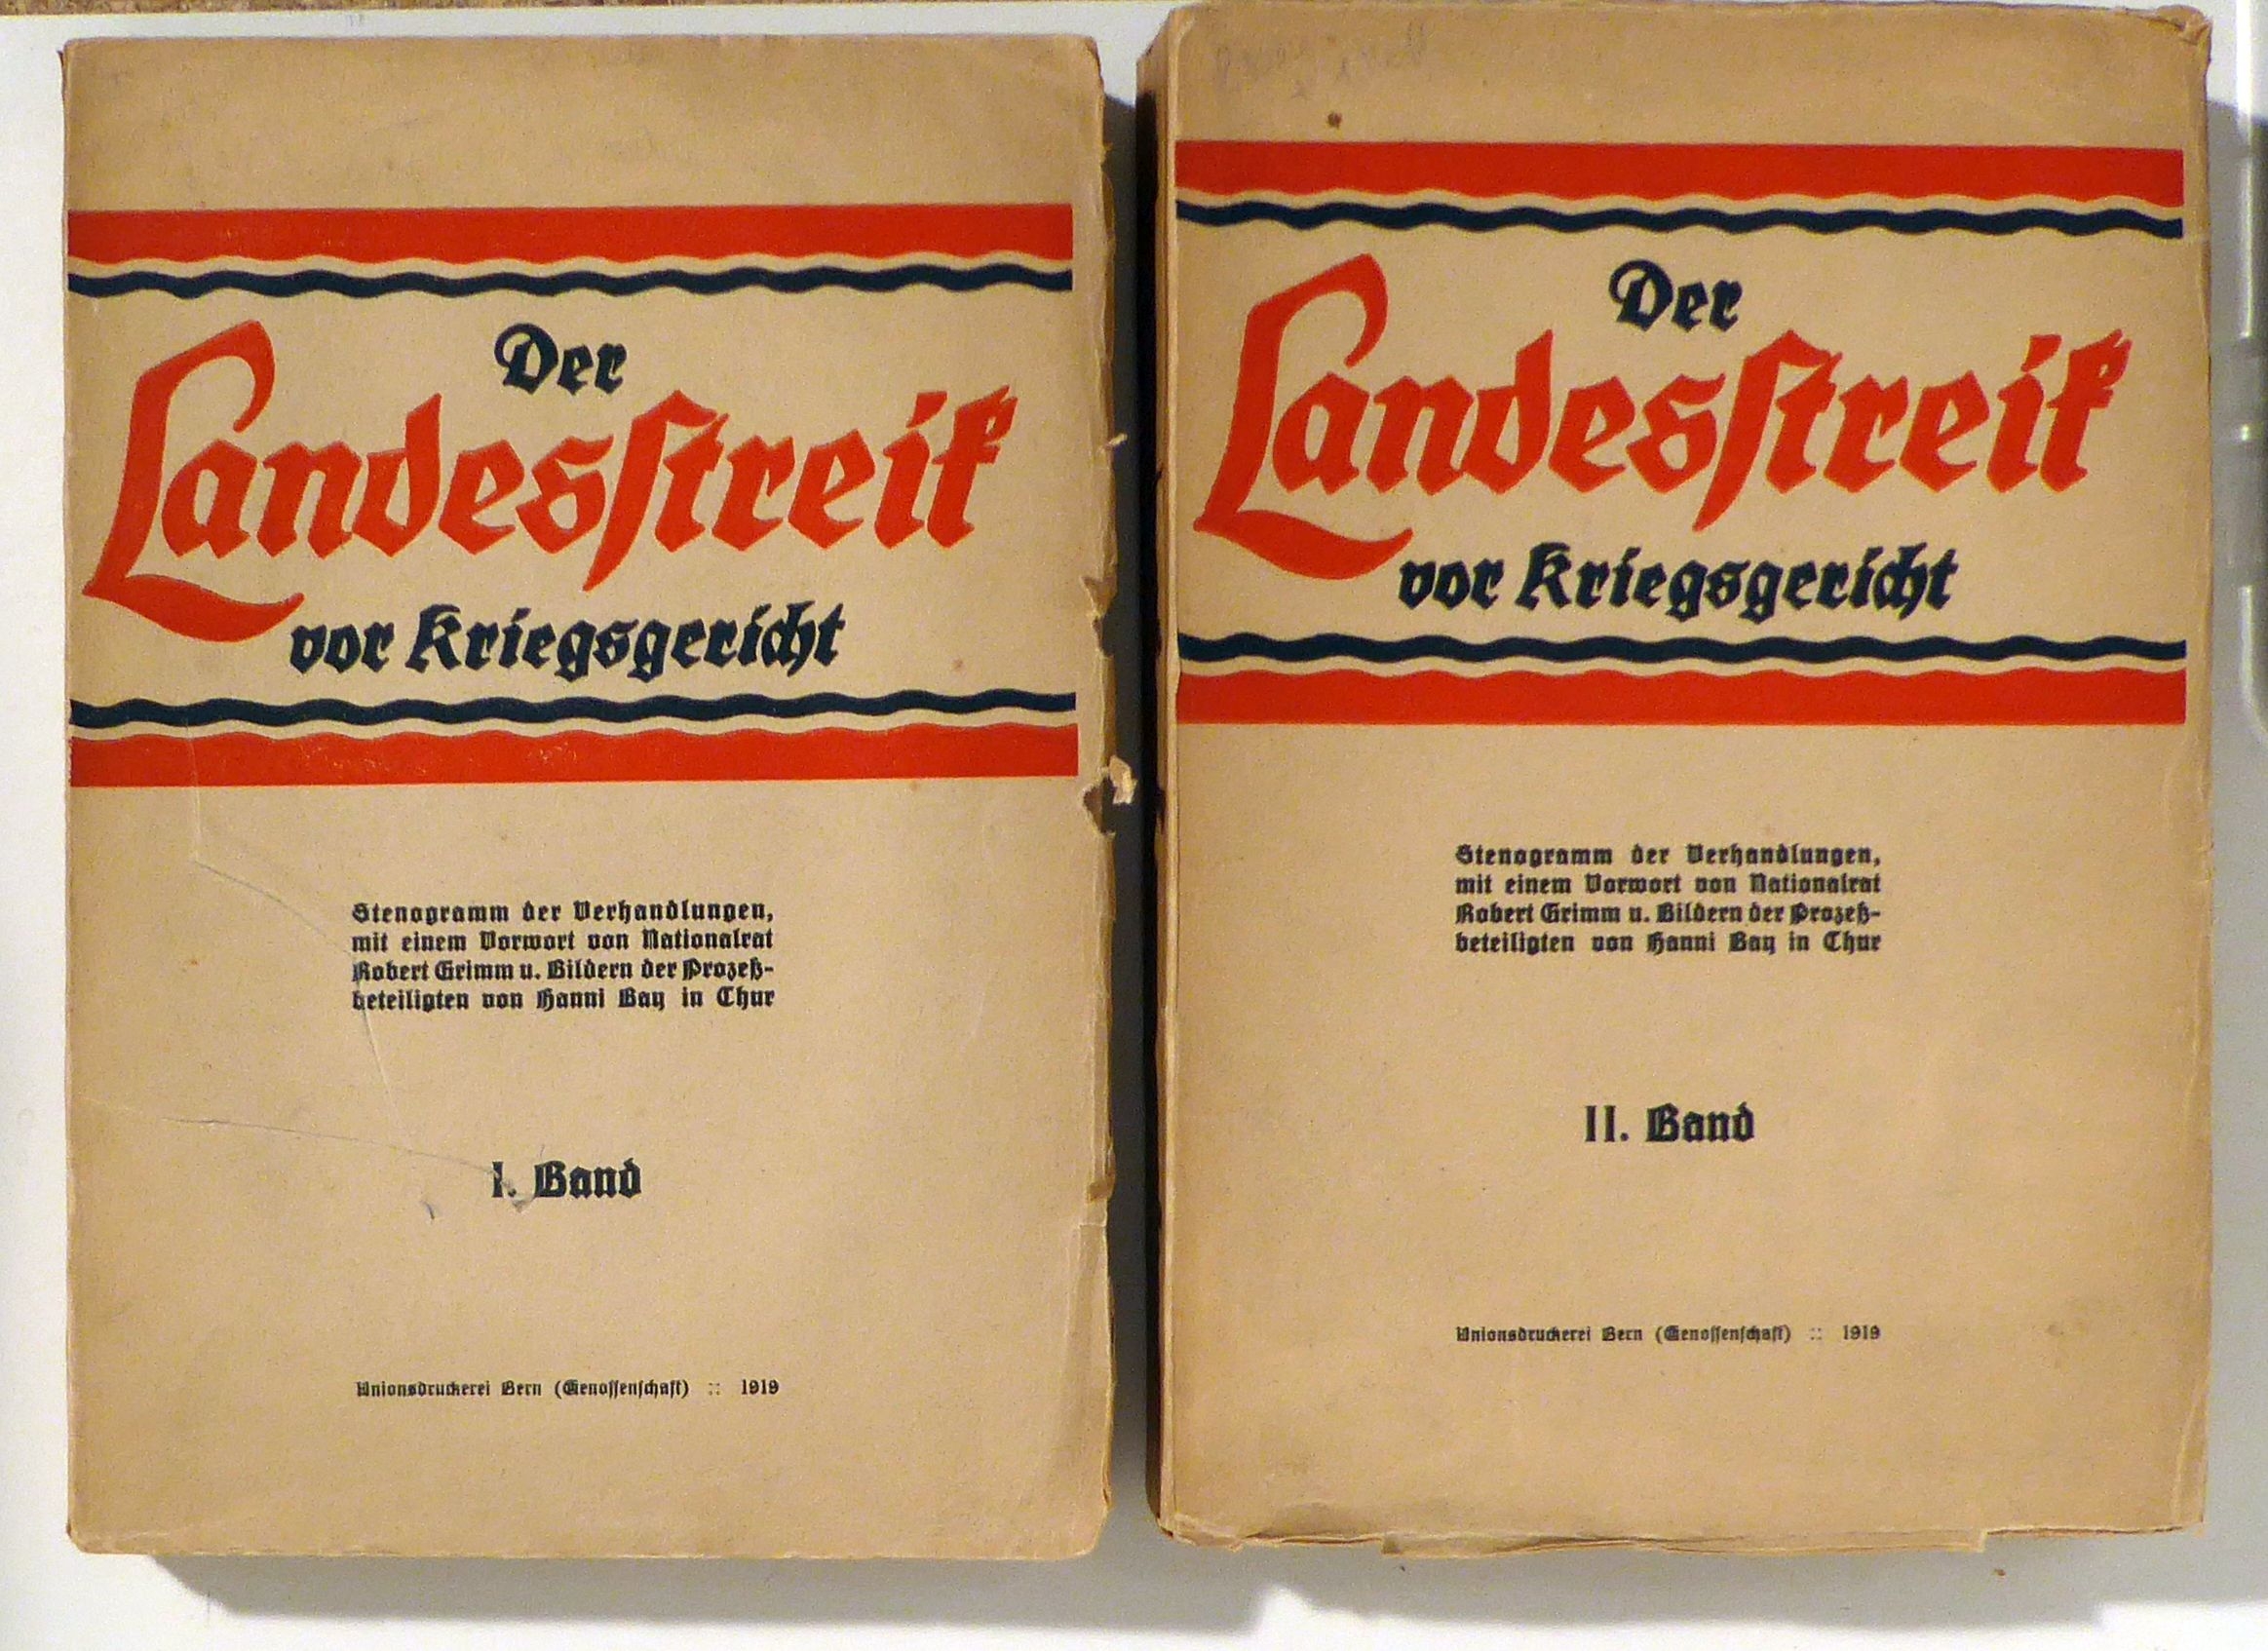 Der
Landesstreik
vor Kriegsgericht
Stenogramm der Verhandlungen,
mit einem Vorwort von Nationalrat
Robert Grimm u. Bildern der Prozeß-
beteiligten von Hanni Bay in Chur
I. Band
Unionsdruckerei Bern (Genossenschaft) :: 1919
Der
Landesstreik
vor Kriegsgericht
Stenogramm der Verhandlungen,
mit einem Vorwort von Nationalrat
Robert Grimm u. Bildern der Prozeß-
beteiligten von Hanni Bay in Chur
II. Band
Unionsdruckerei Bern (Genossenschaft) :: 1919